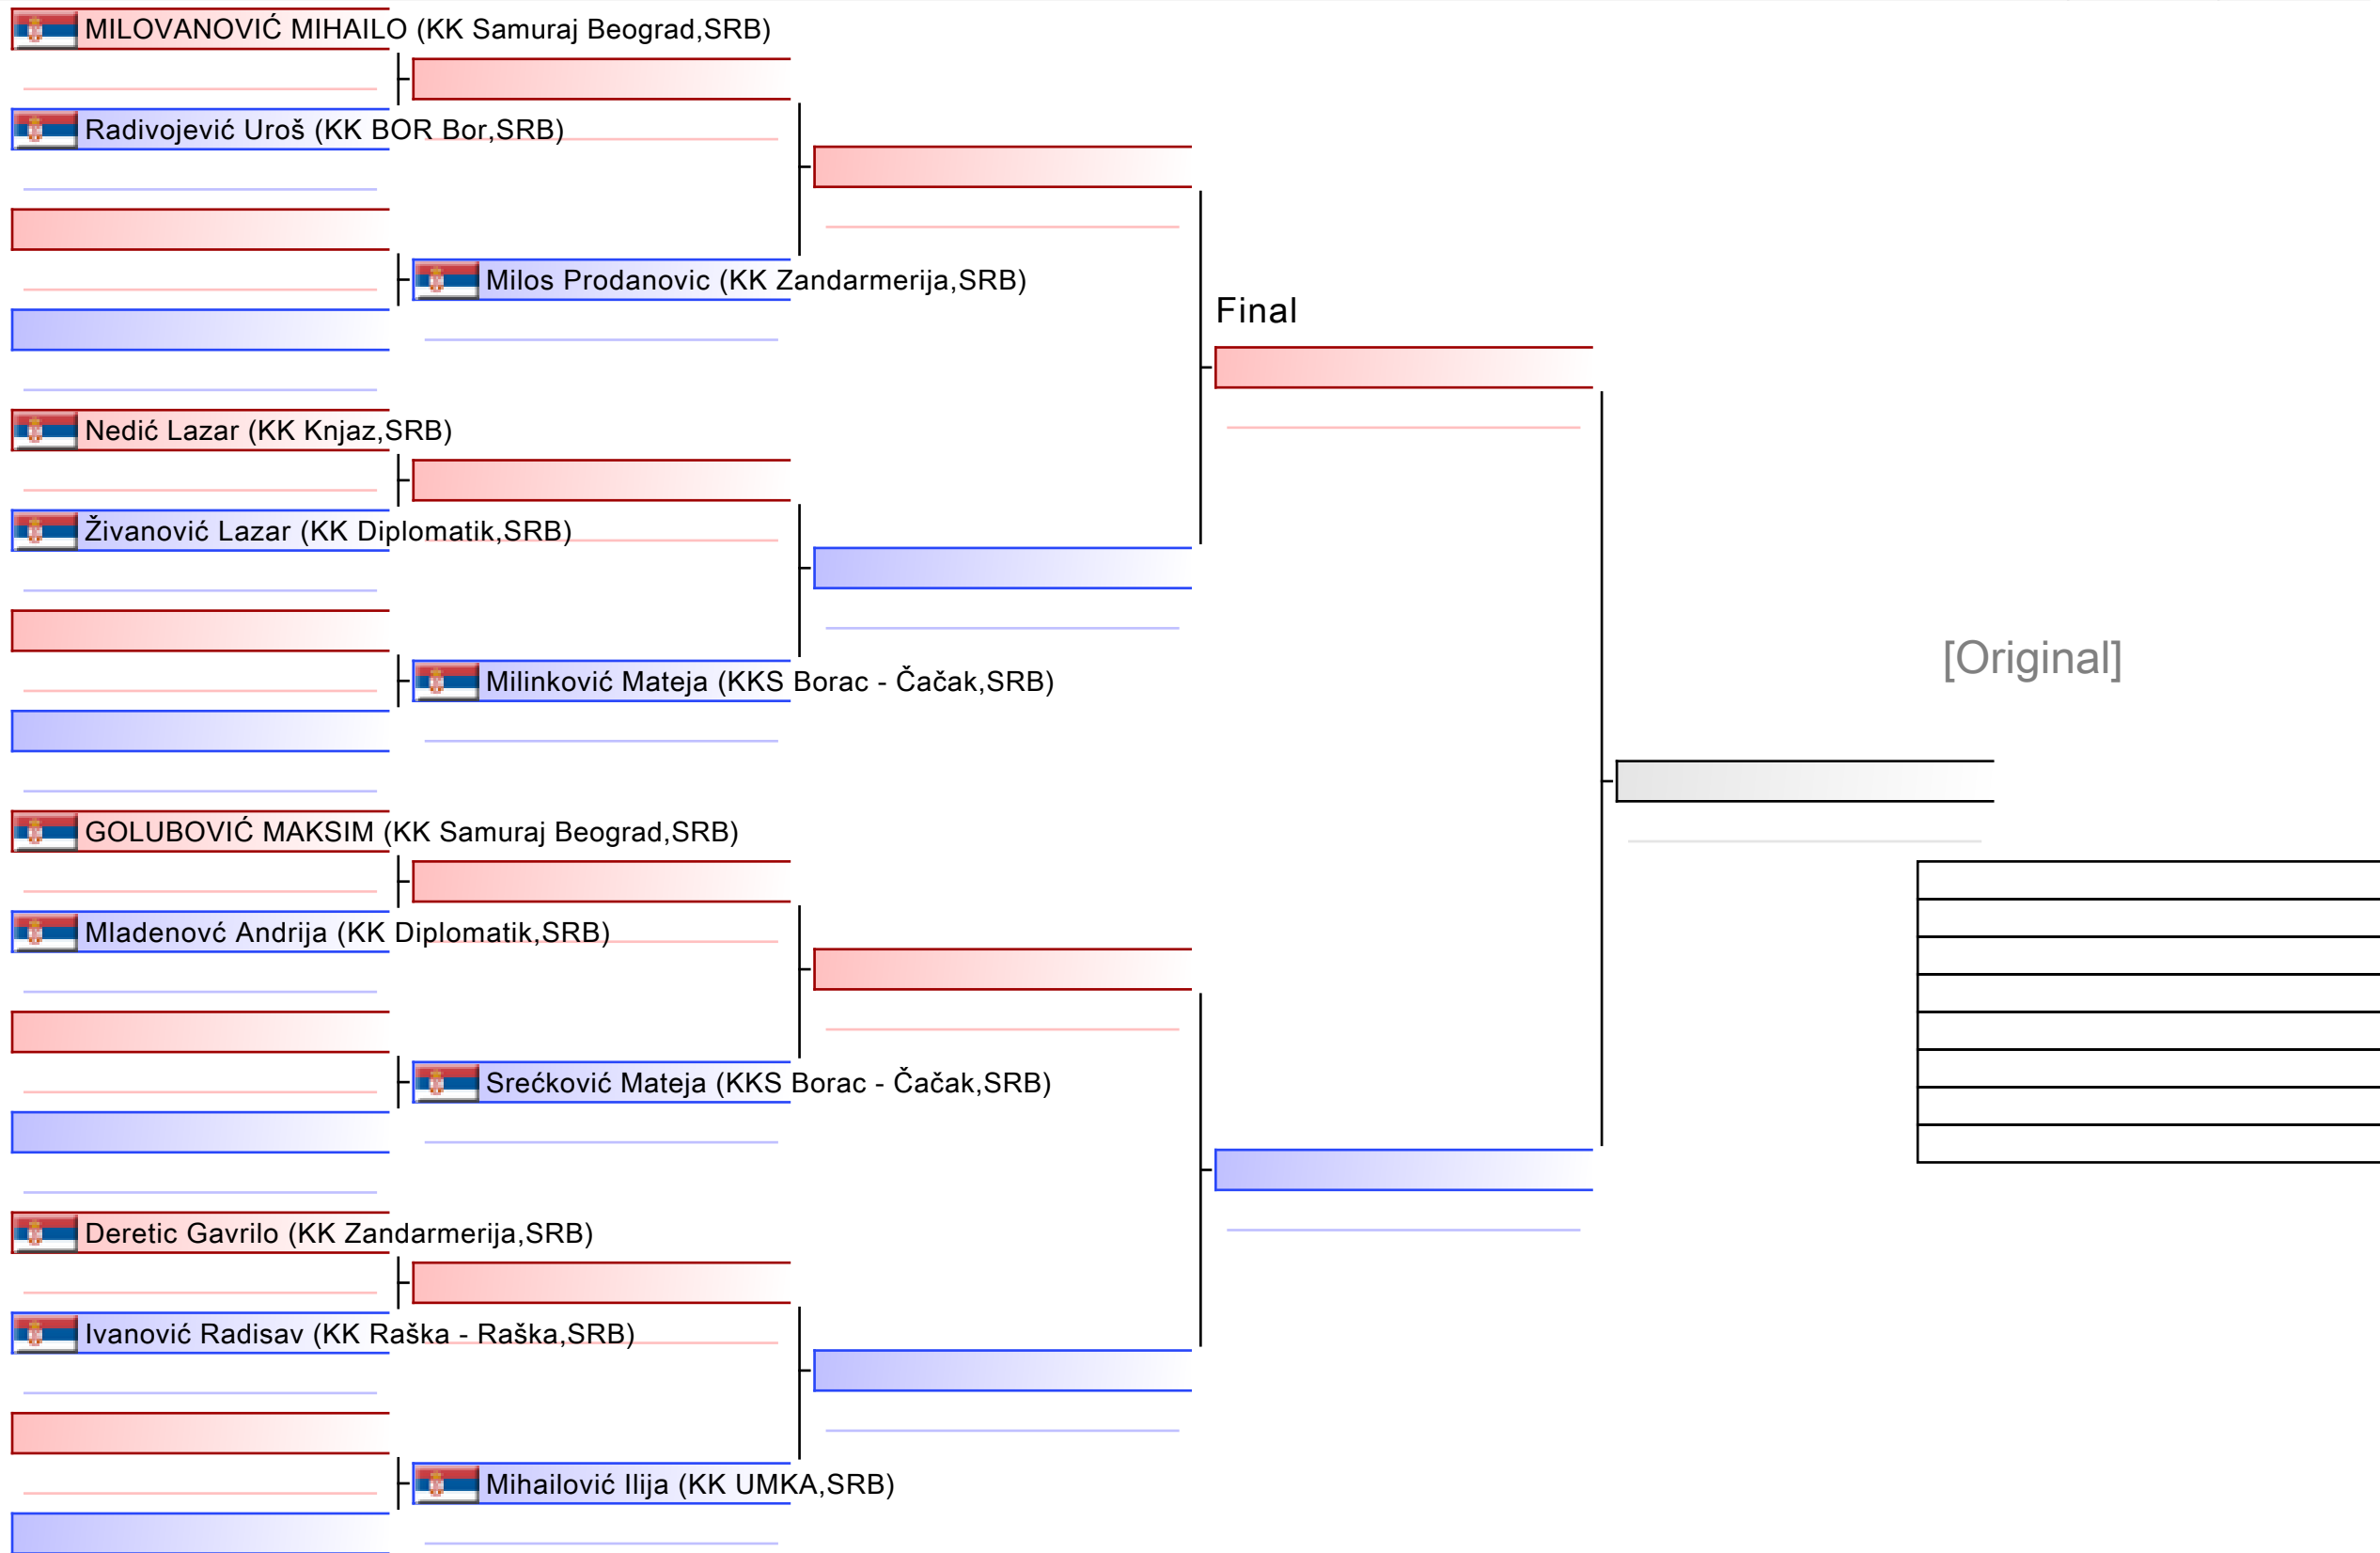 MILOVANOVIĆ MIHAILO (KK Samuraj Beograd,SRB)
Radivojević Uroš (KK BOR Bor,SRB)
Milos Prodanovic (KK Zandarmerija,SRB)
Final
Nedić Lazar (KK Knjaz,SRB)
Živanović Lazar (KK Diplomatik,SRB)
[Original]
Milinković Mateja (KKS Borac - Čačak,SRB)
GOLUBOVIĆ MAKSIM (KK Samuraj Beograd,SRB)
Mladenovć Andrija (KK Diplomatik,SRB)
Srećković Mateja (KKS Borac - Čačak,SRB)
Deretic Gavrilo (KK Zandarmerija,SRB)
Ivanović Radisav (KK Raška - Raška,SRB)
Mihailović Ilija (KK UMKA,SRB)